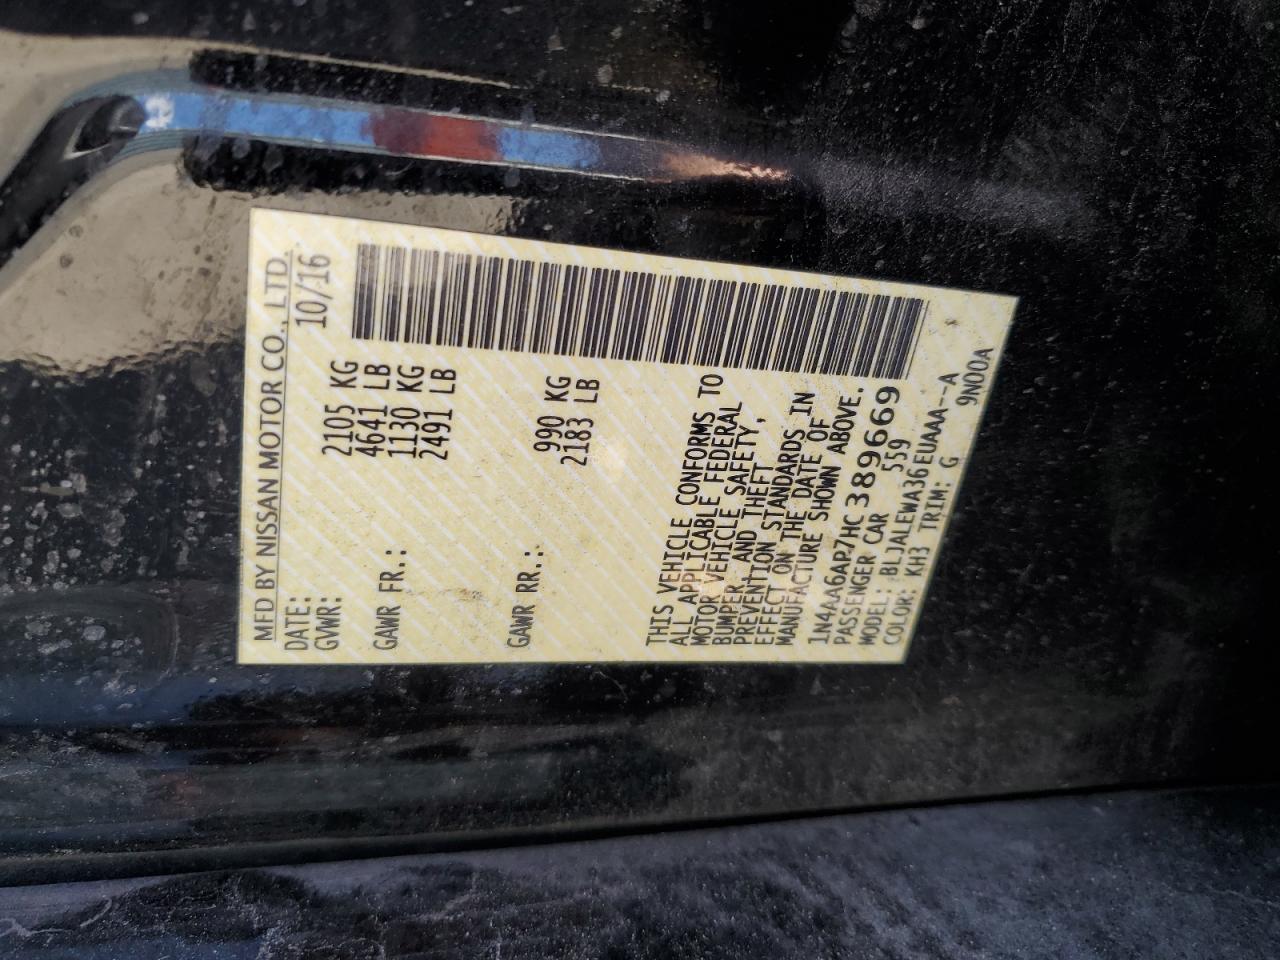 MFD BY NISSAN MOTOR CO., LTD.
DATE: 10/16
GVWR: 2105 KG
4641 LB
GAWR FR.: 1130 KG
2491 LB
GAWR RR.: 990 KG
2183 LB
THIS VEHICLE CONFORMS TO
ALL APPLICABLE FEDERAL
MOTOR VEHICLE SAFETY,
BUMPER, AND THEFT
PREVENTION STANDARDS IN
EFFECT ON THE DATE OF
MANUFACTURE SHOWN ABOVE.
1N4AA6AP7HC389669
PASSENGER CAR 559
MODEL: BLJALEWA36EUAAA--A
COLOR: KH3 TRIM: G 9N00A